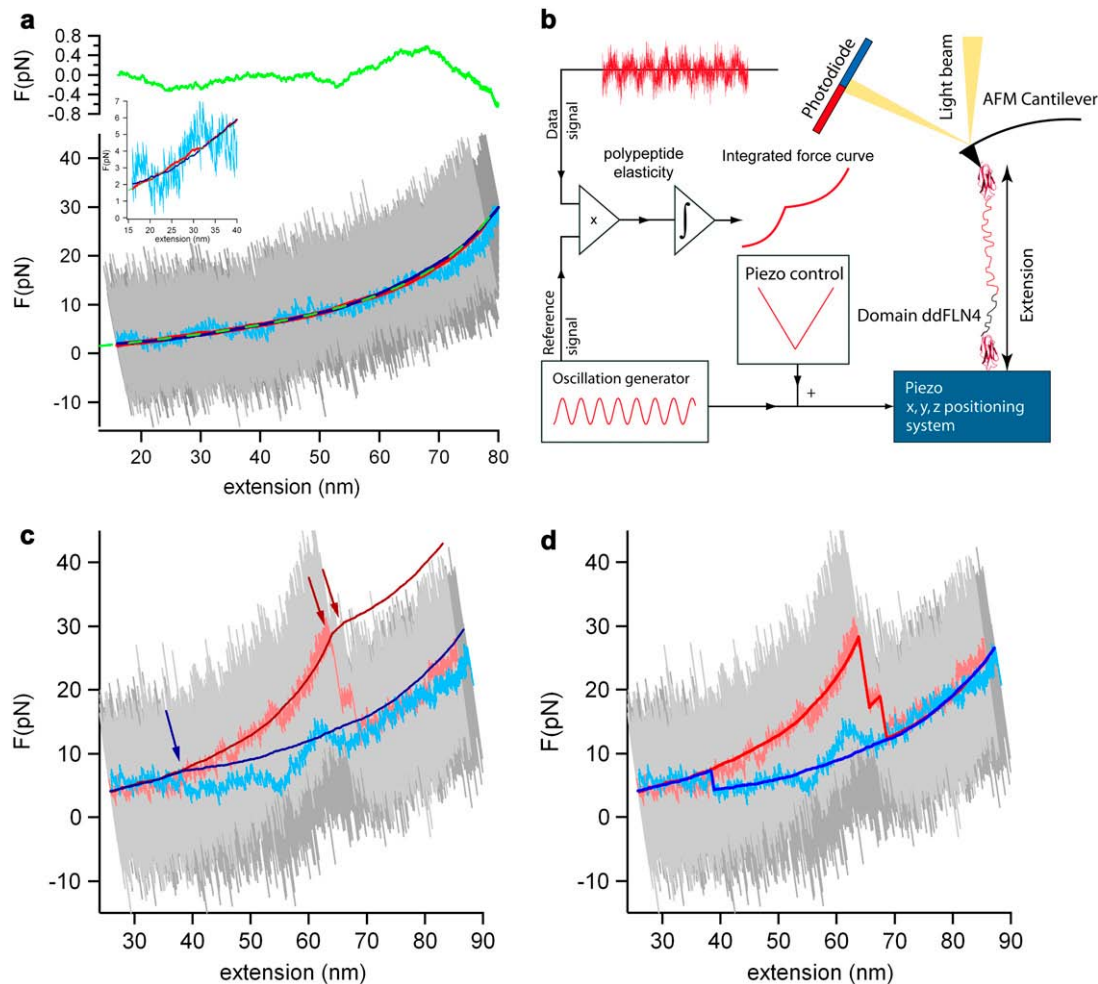 a
0.8
0.4
0.0
-0.4
-0.8
F(pN)
7
6
5
4
3
2
1
0
F(pN)
15 20 25 30 35 40
extension (nm)
40
30
20
10
0
-10
F(pN)
20 30 40 50 60 70 80
extension (nm)
b
Photodiode
Light beam
AFM Cantilever
Data
signal
polypeptide
elasticity
Integrated force curve
x
∫
Piezo control
Domain ddFLN4
Extension
Reference
signal
Oscillation generator
+
Piezo
x, y, z positioning
system
c
40
30
20
10
0
-10
F(pN)
30 40 50 60 70 80 90
extension (nm)
d
40
30
20
10
0
-10
F(pN)
30 40 50 60 70 80 90
extension (nm)